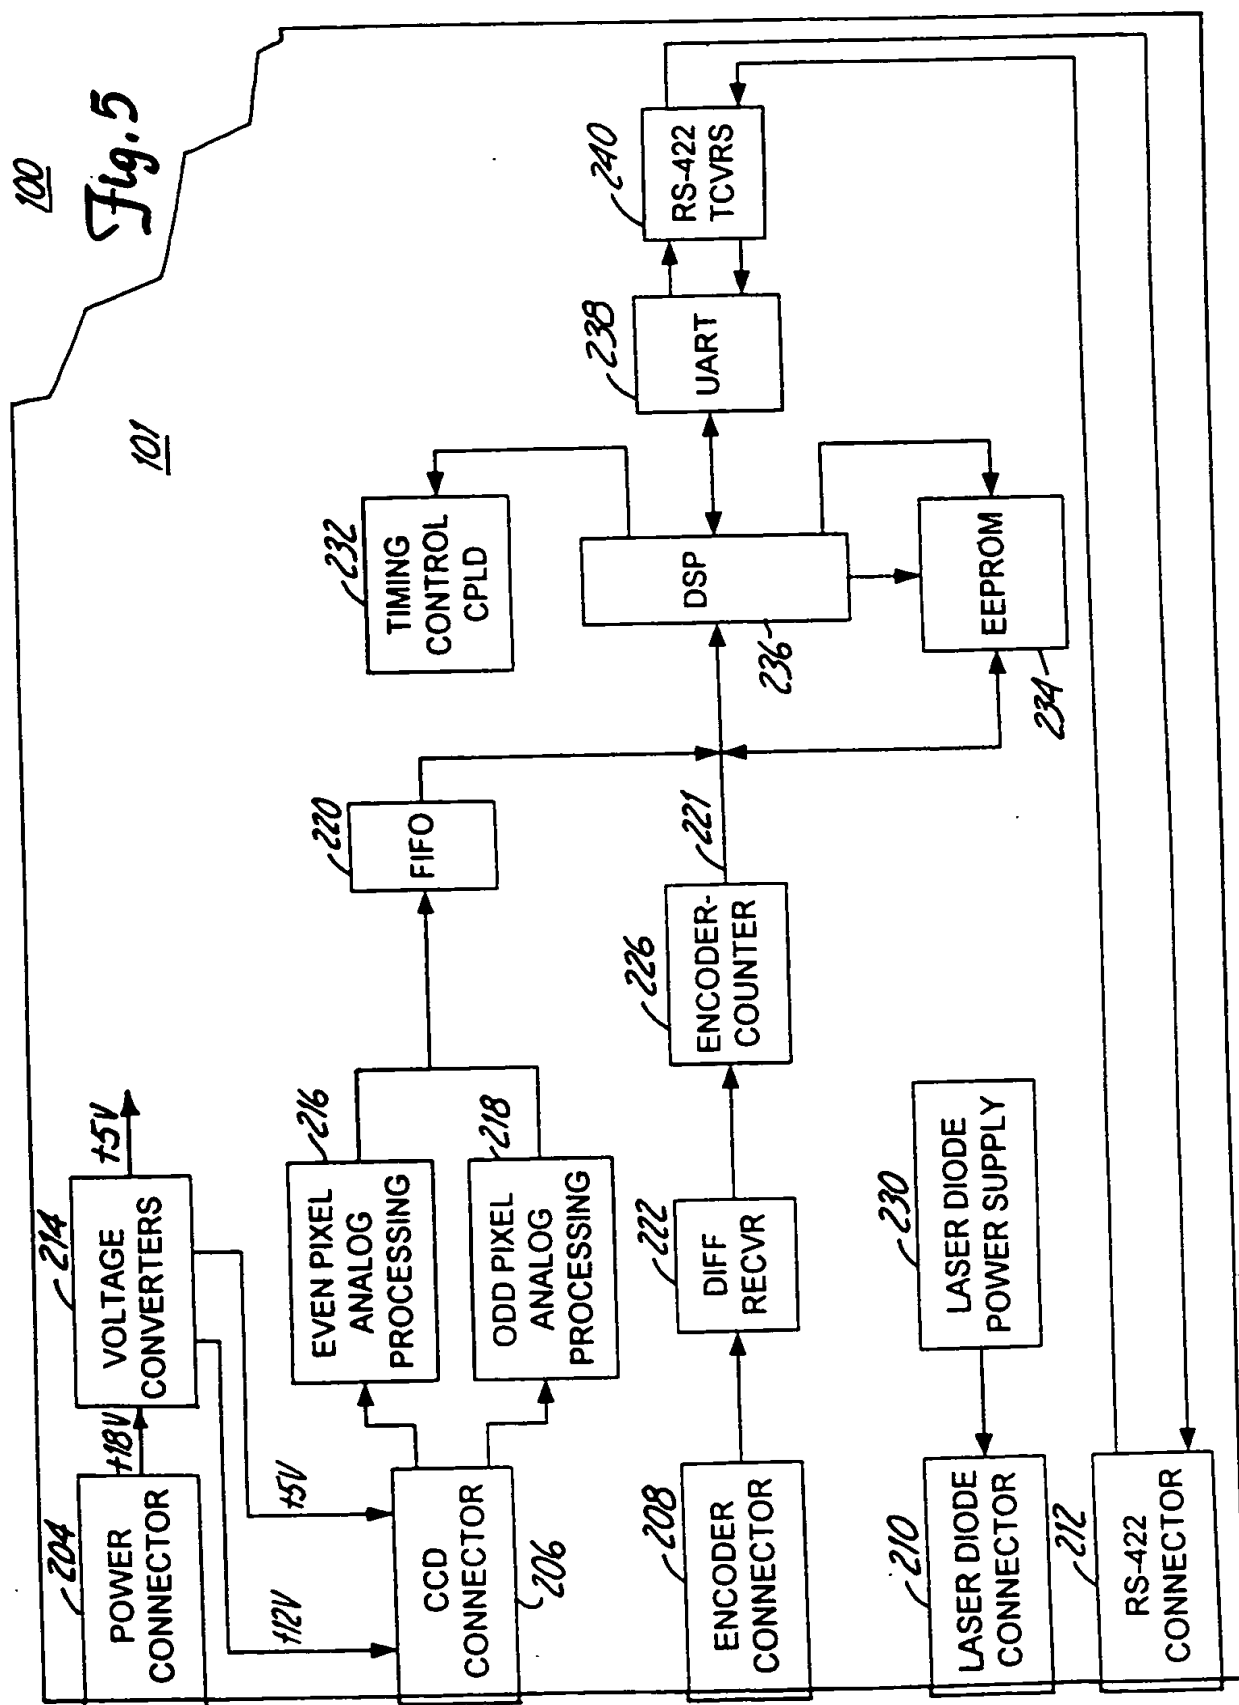 100
Fig. 5
101
204
POWER
CONNECTOR
+18V
214
VOLTAGE
CONVERTERS
+5V
+12V
+5V
CCD
CONNECTOR
206
216
EVEN PIXEL
ANALOG
PROCESSING
218
ODD PIXEL
ANALOG
PROCESSING
220
FIFO
232
TIMING
CONTROL
CPLD
208
ENCODER
CONNECTOR
222
DIFF
RECVR
226
ENCODER-
COUNTER
221
DSP
236
238
UART
240
RS-422
TCVRS
EEPROM
234
210
LASER DIODE
CONNECTOR
230
LASER DIODE
POWER SUPPLY
212
RS-422
CONNECTOR